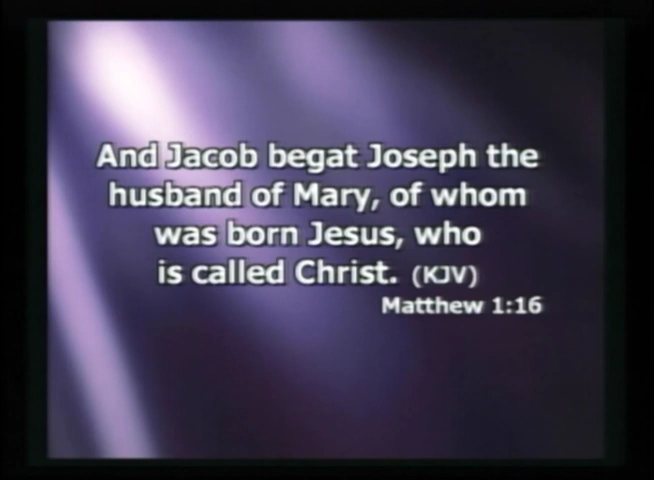 And Jacob begat Joseph the
husband of Mary, of whom
was born Jesus, who
is called Christ. (KJV)
Matthew 1:16